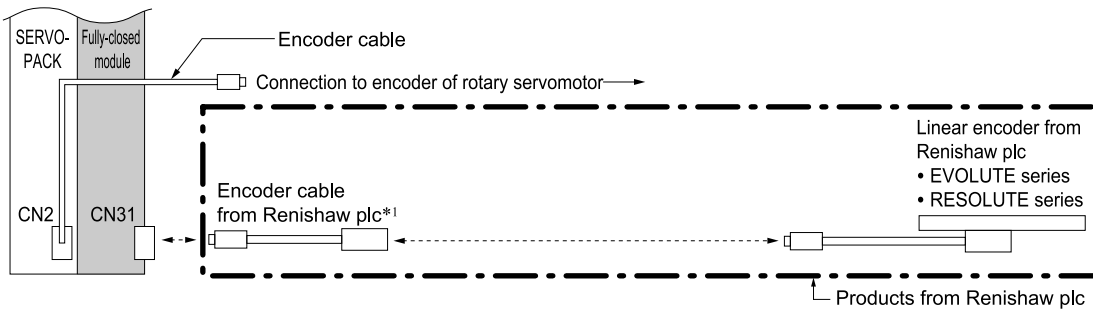 SERVO-
PACK
Fully-closed
module
Encoder cable
Connection to encoder of rotary servomotor
Linear encoder from
Renishaw plc
• EVOLUTE series
• RESOLUTE series
Encoder cable
from Renishaw plc*1
CN2
CN31
Products from Renishaw plc